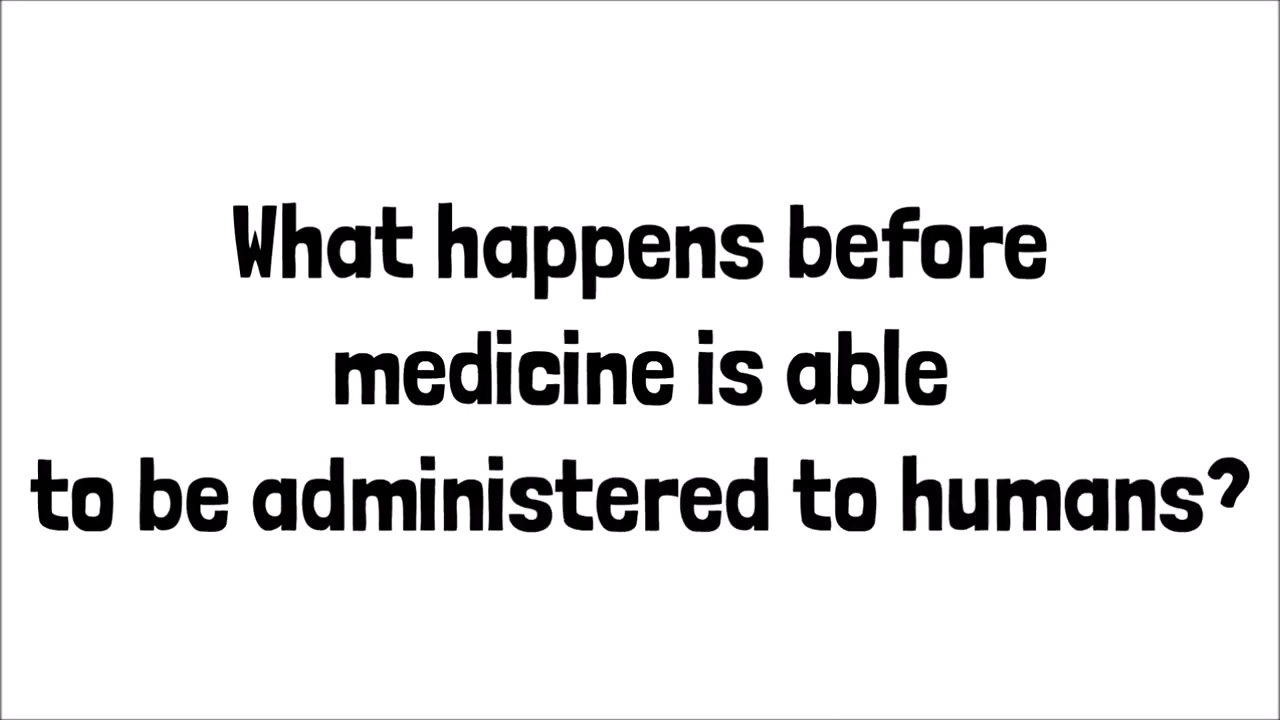 What happens before
medicine is able
to be administered to humans?